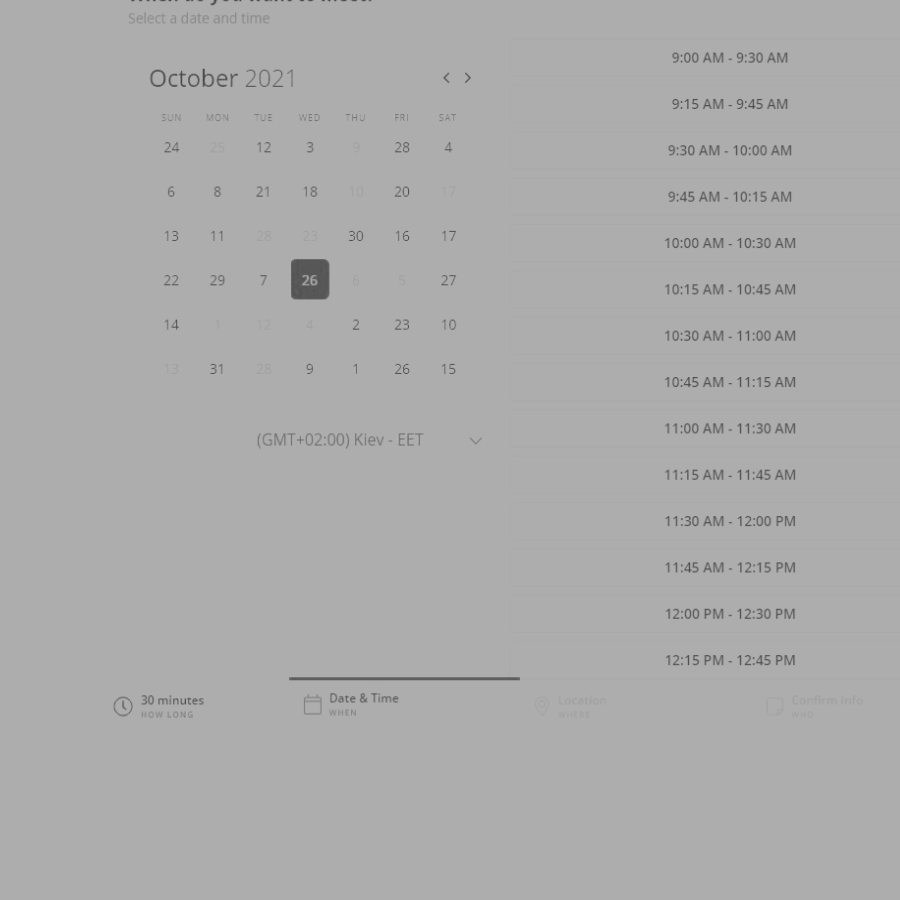 Select a date and time
October 2021
SUN MON TUE WED THU FRI SAT
24 25 12 3 9 28 4
6 8 21 18 10 20 17
13 11 28 23 30 16 17
22 29 7 26 6 5 27
14 1 12 4 2 23 10
13 31 28 9 1 26 15
(GMT+02:00) Kiev - EET
9:00 AM - 9:30 AM
9:15 AM - 9:45 AM
9:30 AM - 10:00 AM
9:45 AM - 10:15 AM
10:00 AM - 10:30 AM
10:15 AM - 10:45 AM
10:30 AM - 11:00 AM
10:45 AM - 11:15 AM
11:00 AM - 11:30 AM
11:15 AM - 11:45 AM
11:30 AM - 12:00 PM
11:45 AM - 12:15 PM
12:00 PM - 12:30 PM
12:15 PM - 12:45 PM
30 minutes
HOW LONG
Date & Time
WHEN
Location
WHERE
Confirm Info
WHO